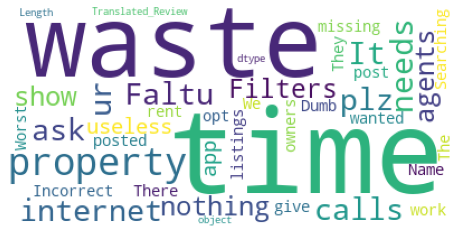 Length
Translated_Review
waste
missing
They
It
post
needs
agents
searching
dtype
show
ur
Faltu
Filters
We
plz
Worst
ask
rent
opt
Dumb
wanted
useless
app
listings
owners
posted
property
time
The
Name
Incorrect
There
internet
nothing
give
calls
work
object